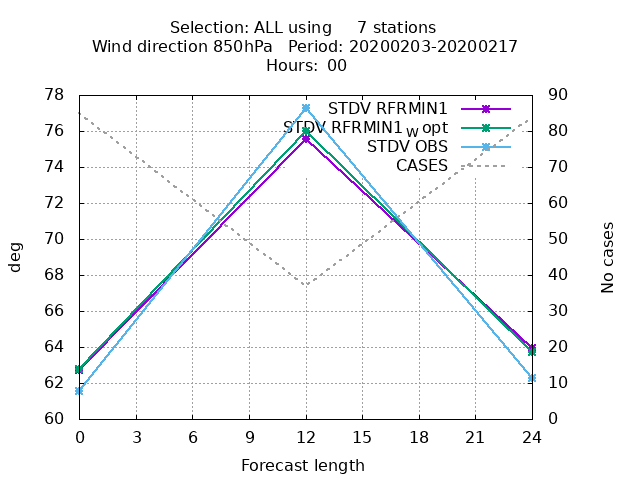 Selection: ALL using 7 stations
Wind direction 850hPa Period: 20200203-20200217
Hours: 00
78 90
STDV RFRMIN1
76 STDV RFRMIN1w opt 80
STDV OBS
74 CASES 70
72 60
70 50
deg No cases
68 40
66 30
64 20
62 10
60 0
0 3 6 9 12 15 18 21 24
Forecast length